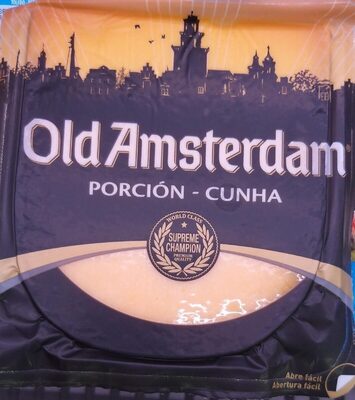 Old Amsterdam
PORCIÓN - CUNHA
WORLD CLASS
SUPREME
CHAMPION
PREMIUM
QUALITY
Abre fácil
Abertura fácil